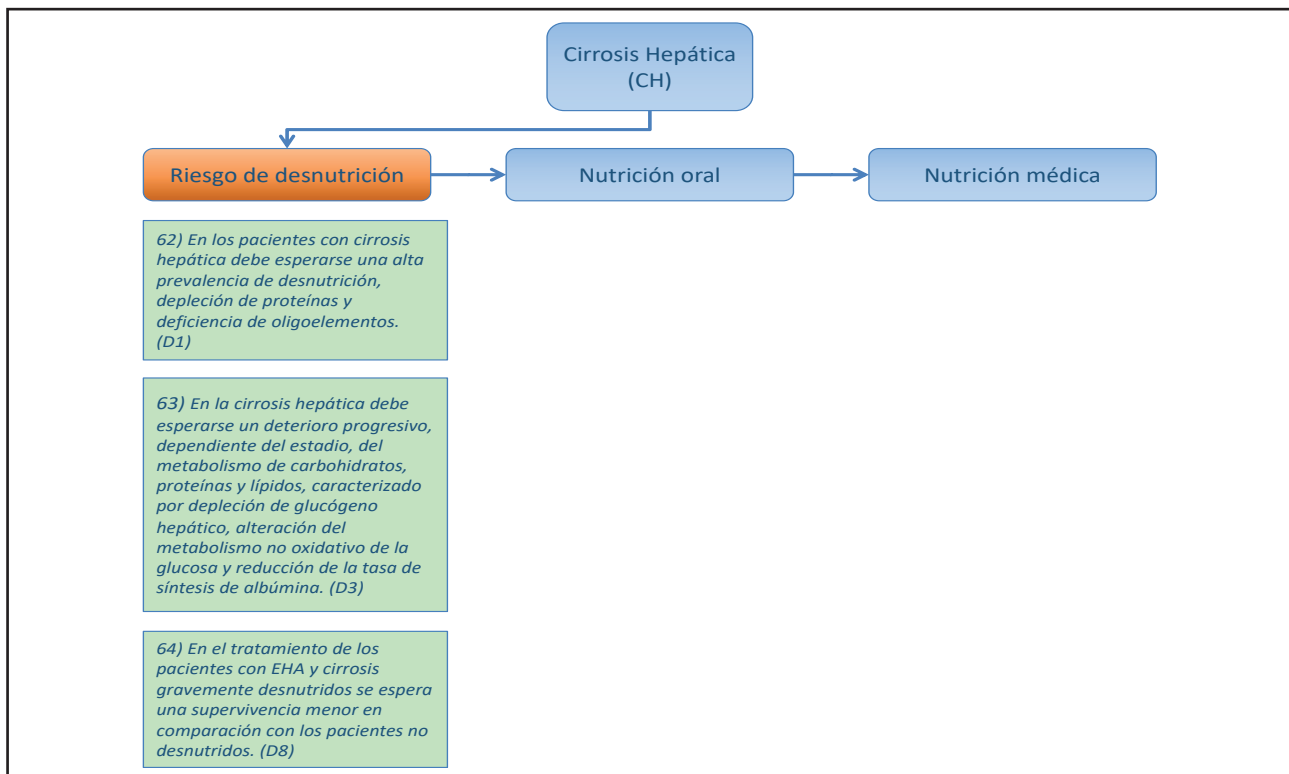 Cirrosis Hepática
(CH)
Riesgo de desnutrición
Nutrición oral
Nutrición médica
62) En los pacientes con cirrosis
hepática debe esperarse una alta
prevalencia de desnutrición,
depleción de proteínas y
deficiencia de oligoelementos.
(D1)
63) En la cirrosis hepática debe
esperarse un deterioro progresivo,
dependiente del estadio, del
metabolismo de carbohidratos,
proteínas y lípidos, caracterizado
por depleción de glucógeno
hepático, alteración del
metabolismo no oxidativo de la
glucosa y reducción de la tasa de
síntesis de albúmina. (D3)
64) En el tratamiento de los
pacientes con EHA y cirrosis
gravemente desnutridos se espera
una supervivencia menor en
comparación con los pacientes no
desnutridos. (D8)